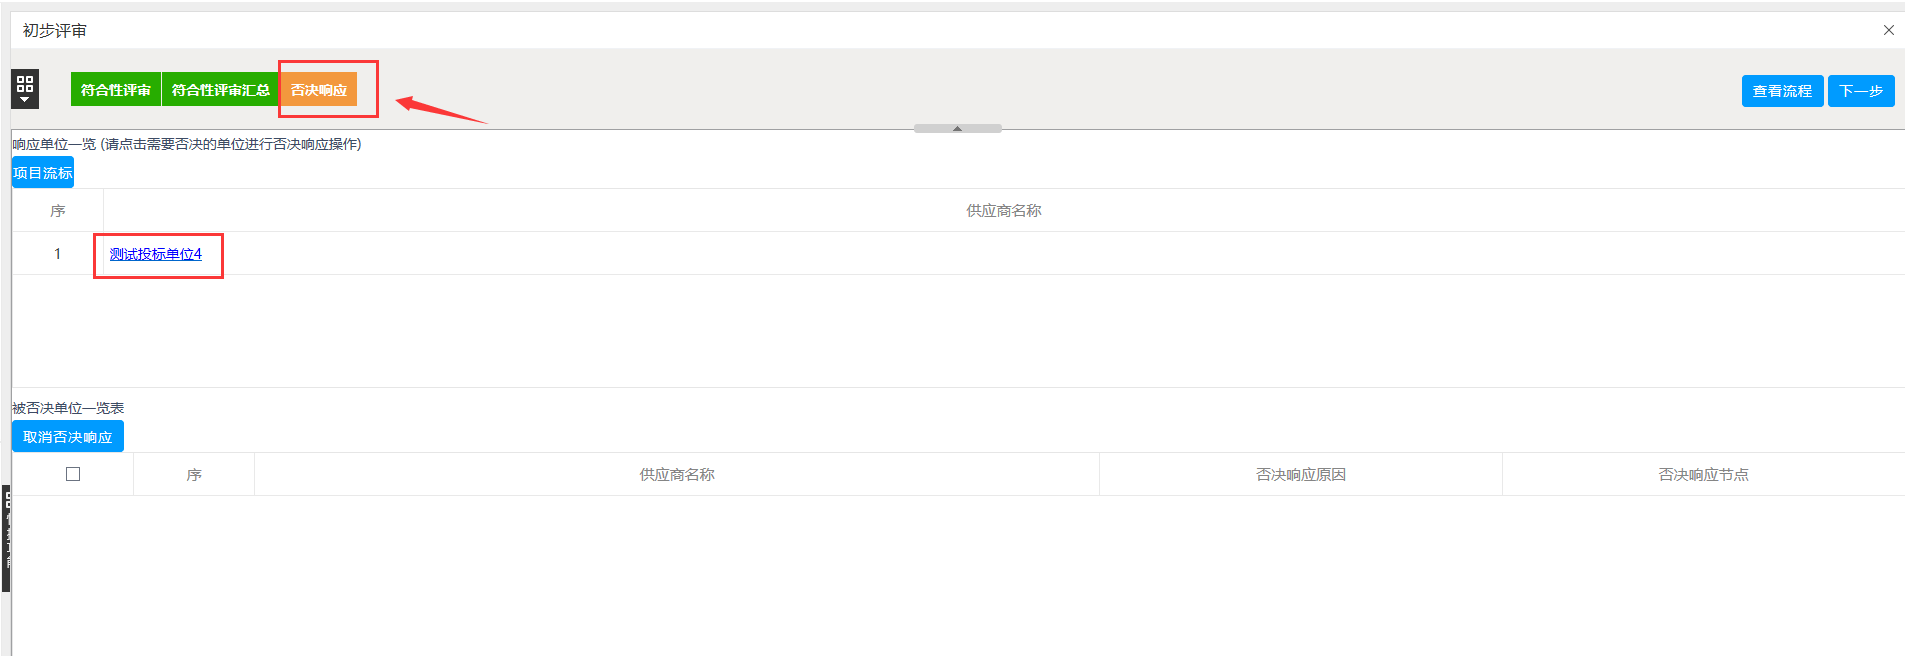 初步评审
符合性评审 符合性评审汇总 否决响应 查看流程 下一步
响应单位一览 (请点击需要否决的单位进行否决响应操作)
项目流标
序 供应商名称
1 测试投标单位4
被否决单位一览表
取消否决响应
序 供应商名称 否决响应原因 否决响应节点